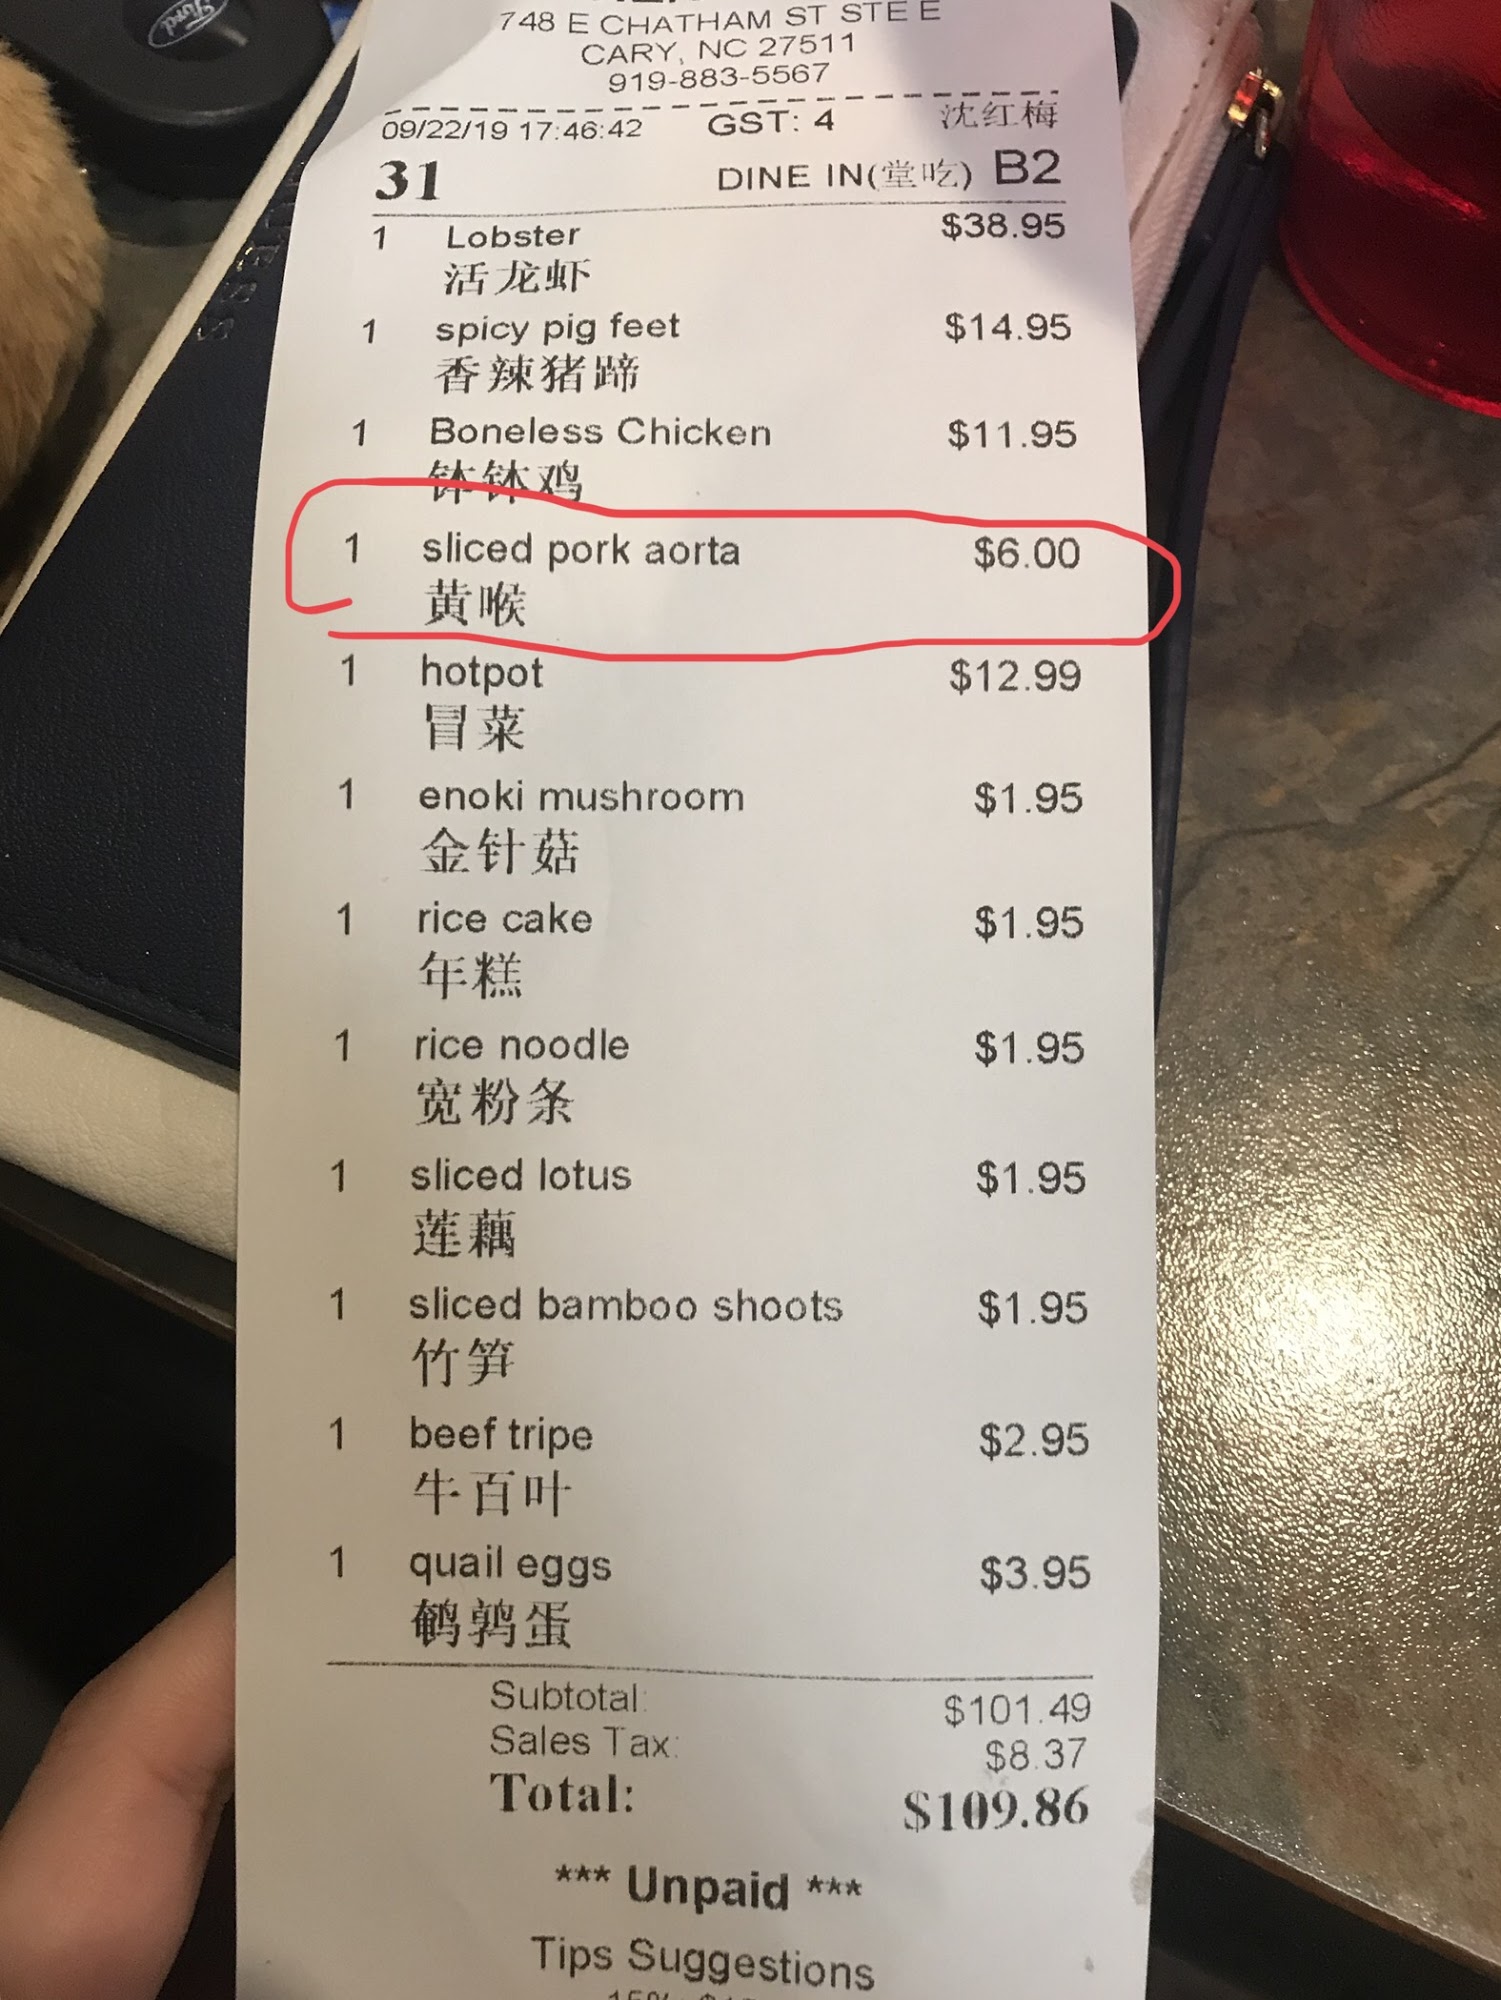 Ford
748 E CHATHAM ST STE E
CARY, NC 27511
919-883-5567
09/22/19 17:46:42 GST: 4 沈红梅
31 DINE IN(堂吃) B2
1 Lobster $38.95
活龙虾
1 spicy pig feet $14.95
香辣猪蹄
1 Boneless Chicken $11.95
钵钵鸡
1 sliced pork aorta $6.00
黄喉
1 hotpot $12.99
冒菜
1 enoki mushroom $1.95
金针菇
1 rice cake $1.95
年糕
1 rice noodle $1.95
宽粉条
1 sliced lotus $1.95
莲藕
1 sliced bamboo shoots $1.95
竹笋
1 beef tripe $2.95
牛百叶
1 quail eggs $3.95
鹌鹑蛋
Subtotal: $101.49
Sales Tax: $8.37
Total: $109.86
*** Unpaid ***
Tips Suggestions